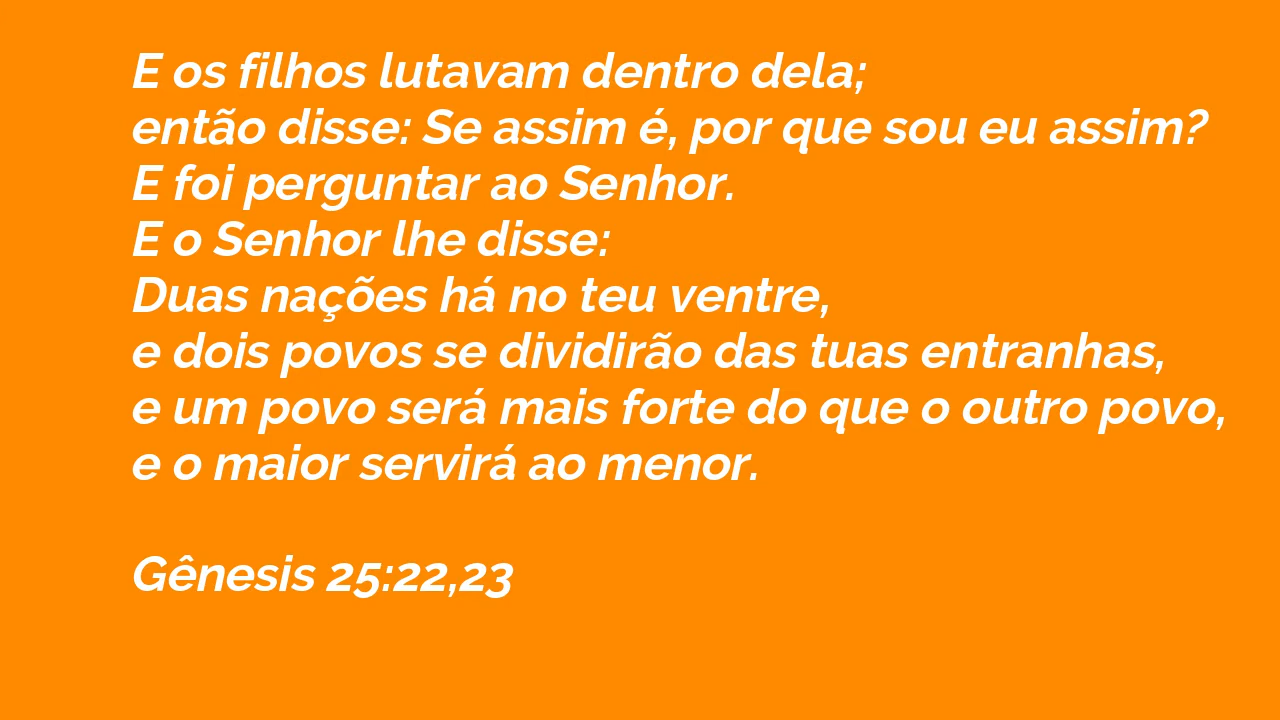 E os filhos lutavam dentro dela;
então disse: Se assim é, por que sou eu assim?
E foi perguntar ao Senhor.
E o Senhor lhe disse:
Duas nações há no teu ventre,
e dois povos se dividirão das tuas entranhas,
e um povo será mais forte do que o outro povo,
e o maior servirá ao menor.
Gênesis 25:22,23